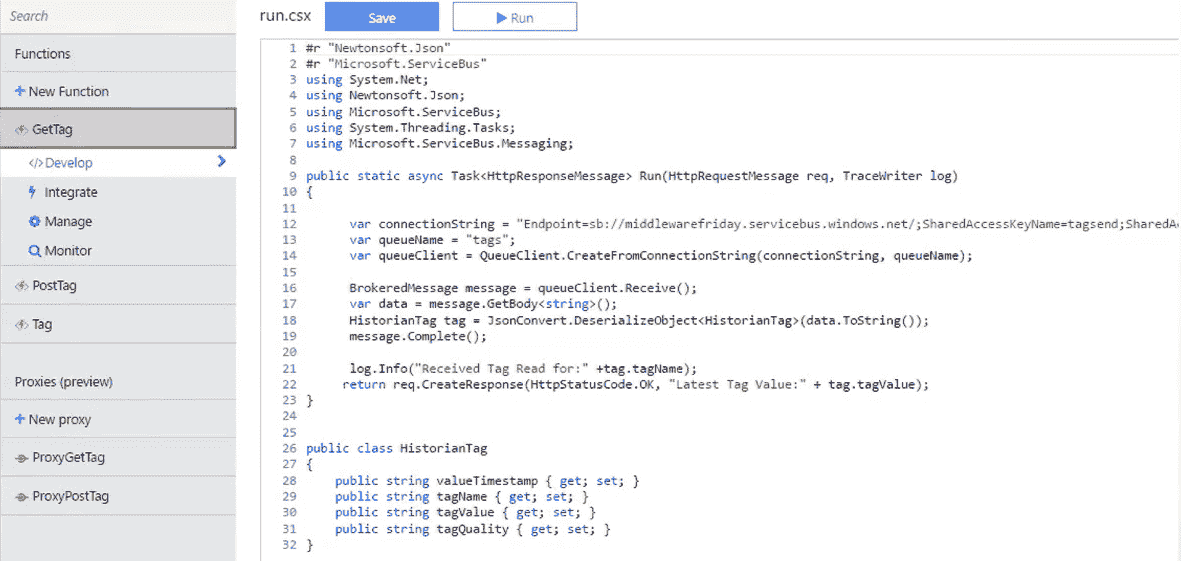 Search
Functions
+ New Function
GetTag
</> Develop
Integrate
Manage
Monitor
PostTag
Tag
Proxies (preview)
+ New proxy
ProxyGetTag
ProxyPostTag
run.csx
Save
Run
1 #r "Newtonsoft.Json"
2 #r "Microsoft.ServiceBus"
3 using System.Net;
4 using Newtonsoft.Json;
5 using Microsoft.ServiceBus;
6 using System.Threading.Tasks;
7 using Microsoft.ServiceBus.Messaging;
8
9 public static async Task<HttpResponseMessage> Run(HttpRequestMessage req, TraceWriter log)
10 {
11
12 var connectionString = "Endpoint=sb://middlewarefriday.servicebus.windows.net/;SharedAccessKeyName=tagsend;SharedA
13 var queueName = "tags";
14 var queueClient = QueueClient.CreateFromConnectionString(connectionString, queueName);
15
16 BrokeredMessage message = queueClient.Receive();
17 var data = message.GetBody<string>();
18 HistorianTag tag = JsonConvert.DeserializeObject<HistorianTag>(data.ToString());
19 message.Complete();
20
21 log.Info("Received Tag Read for:" +tag.tagName);
22 return req.CreateResponse(HttpStatusCode.OK, "Latest Tag Value:" + tag.tagValue);
23 }
24
25
26 public class HistorianTag
27 {
28 public string valueTimestamp { get; set; }
29 public string tagName { get; set; }
30 public string tagValue { get; set; }
31 public string tagQuality { get; set; }
32 }